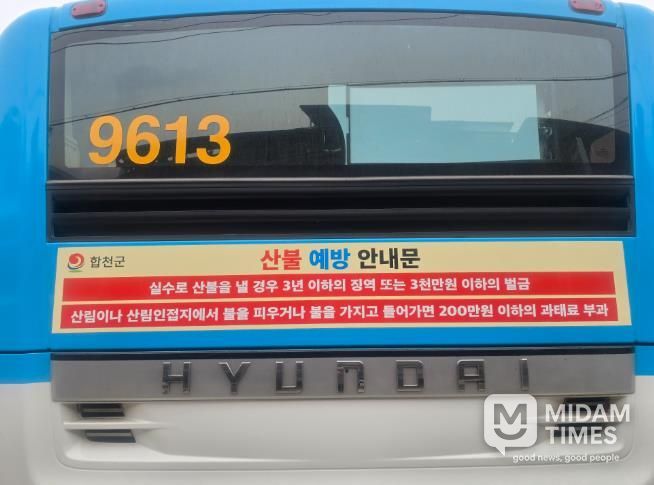 9613
합천군
산불 예방 안내문
실수로 산불을 낼 경우 3년 이하의 징역 또는 3천만원 이하의 벌금
산림이나 산림인접지에서 불을 피우거나 불을 가지고 들어가면 200만원 이하의 과태료 부과
HYUNDAI
MIDAM
TIMES
good news, good people